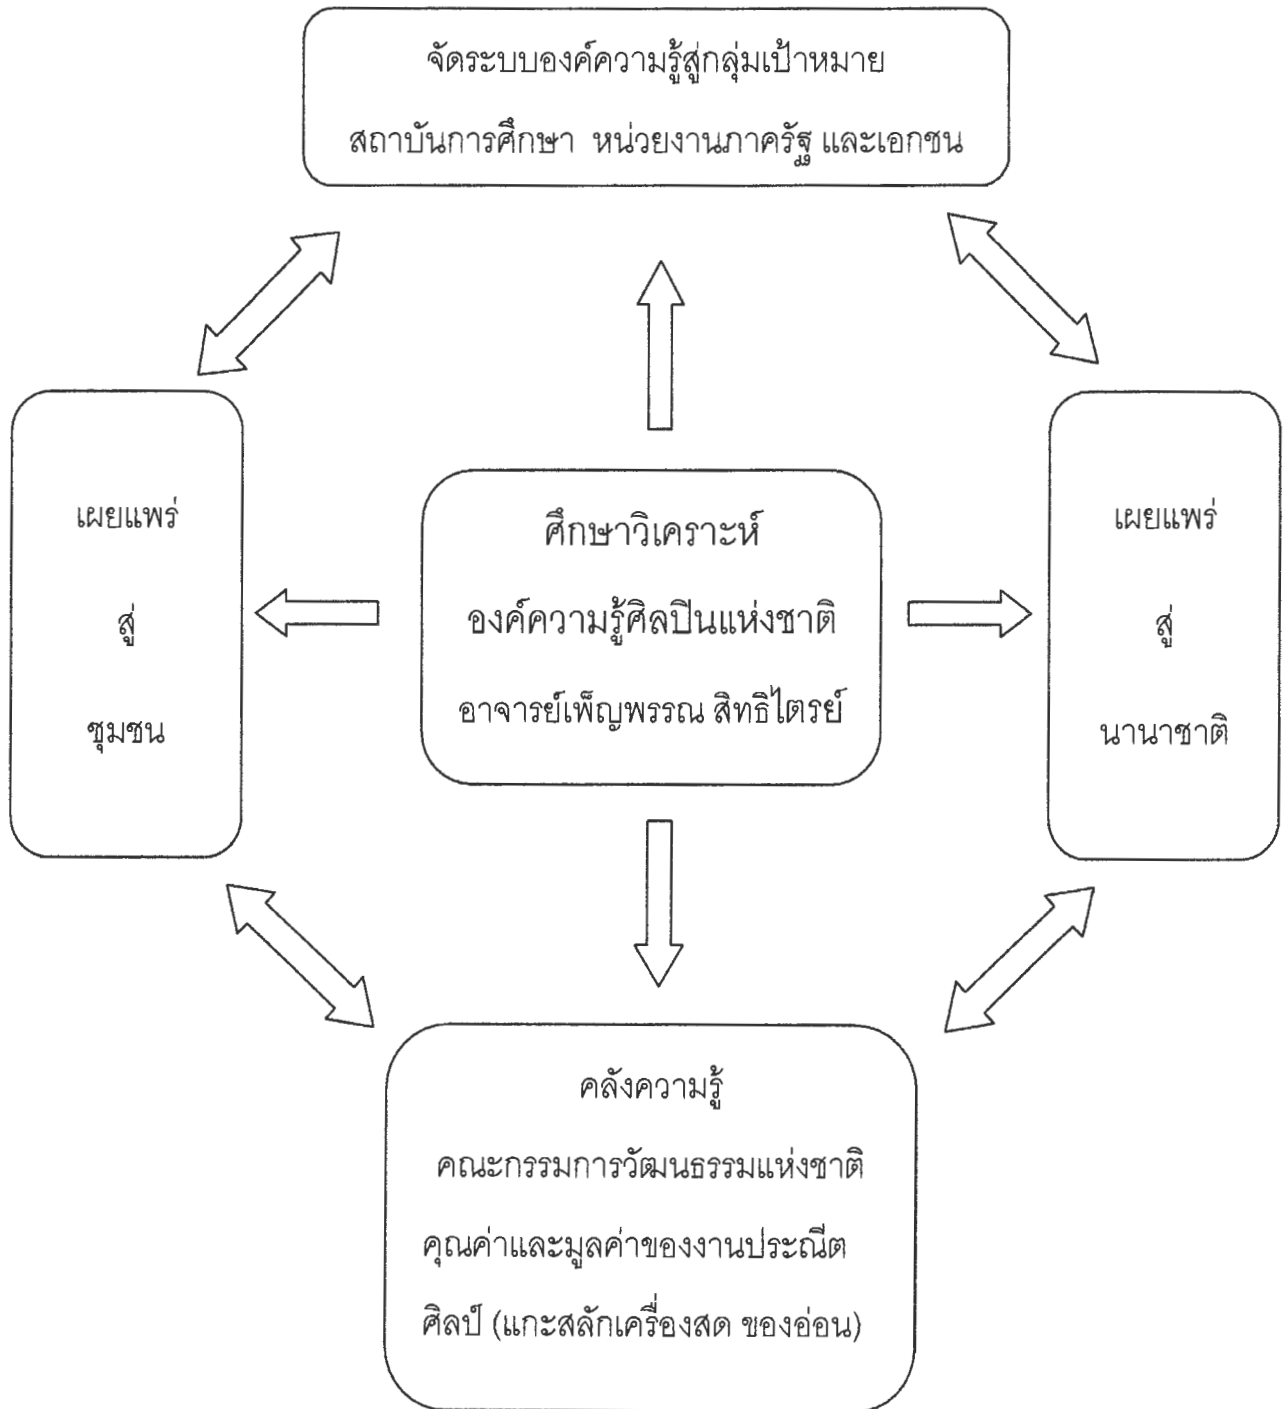 จัดระบบองค์ความรู้สู่กลุ่มเป้าหมาย
สถาบันการศึกษา หน่วยงานภาครัฐ และเอกชน
เผยแพร่
สู่
ชุมชน
ศึกษาวิเคราะห์
องค์ความรู้ศิลปินแห่งชาติ
อาจารย์เพ็ญพรรณ สิทธิไตรย์
เผยแพร่
สู่
นานาชาติ
คลังความรู้
คณะกรรมการวัฒนธรรมแห่งชาติ
คุณค่าและมูลค่าของงานประณีต
ศิลป์ (แกะสลักเครื่องสด ของอ่อน)